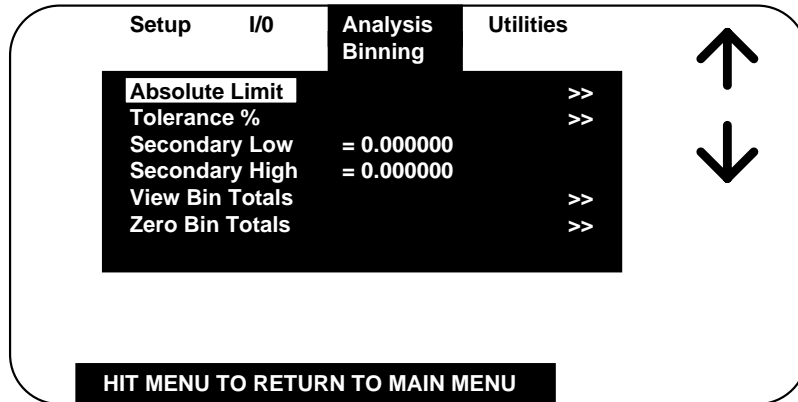 Setup I/0 Analysis Utilities
Binning
Absolute Limit >>
Tolerance % >>
Secondary Low = 0.000000
Secondary High = 0.000000
View Bin Totals >>
Zero Bin Totals >>
HIT MENU TO RETURN TO MAIN MENU